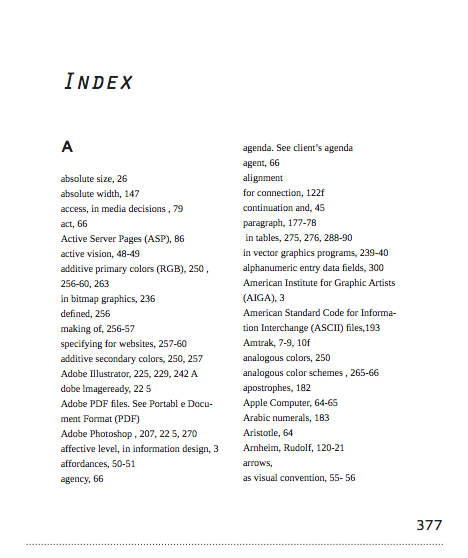 INDEX
A
absolute size, 26
absolute width, 147
access, in media decisions , 79
act, 66
Active Server Pages (ASP), 86
active vision, 48-49
additive primary colors (RGB), 250 ,
256-60, 263
in bitmap graphics, 236
defined, 256
making of, 256-57
specifying for websites, 257-60
additive secondary colors, 250, 257
Adobe Illustrator, 225, 229, 242 A
dobe lmageready, 22 5
Adobe PDF files. See Portabl e Docu-
ment Format (PDF)
Adobe Photoshop , 207, 22 5, 270
affective level, in information design, 3
affordances, 50-51
agency, 66
agenda. See client's agenda
agent, 66
alignment
for connection, 122f
continuation and, 45
paragraph, 177-78
in tables, 275, 276, 288-90
in vector graphics programs, 239-40
alphanumeric entry data fields, 300
American Institute for Graphic Artists
(AIGA), 3
American Standard Code for Informa-
tion Interchange (ASCII) files,193
Amtrak, 7-9, 10f
analogous colors, 250
analogous color schemes , 265-66
apostrophes, 182
Apple Computer, 64-65
Arabic numerals, 183
Aristotle, 64
Arnheim, Rudolf, 120-21
arrows,
as visual convention, 55- 56
377